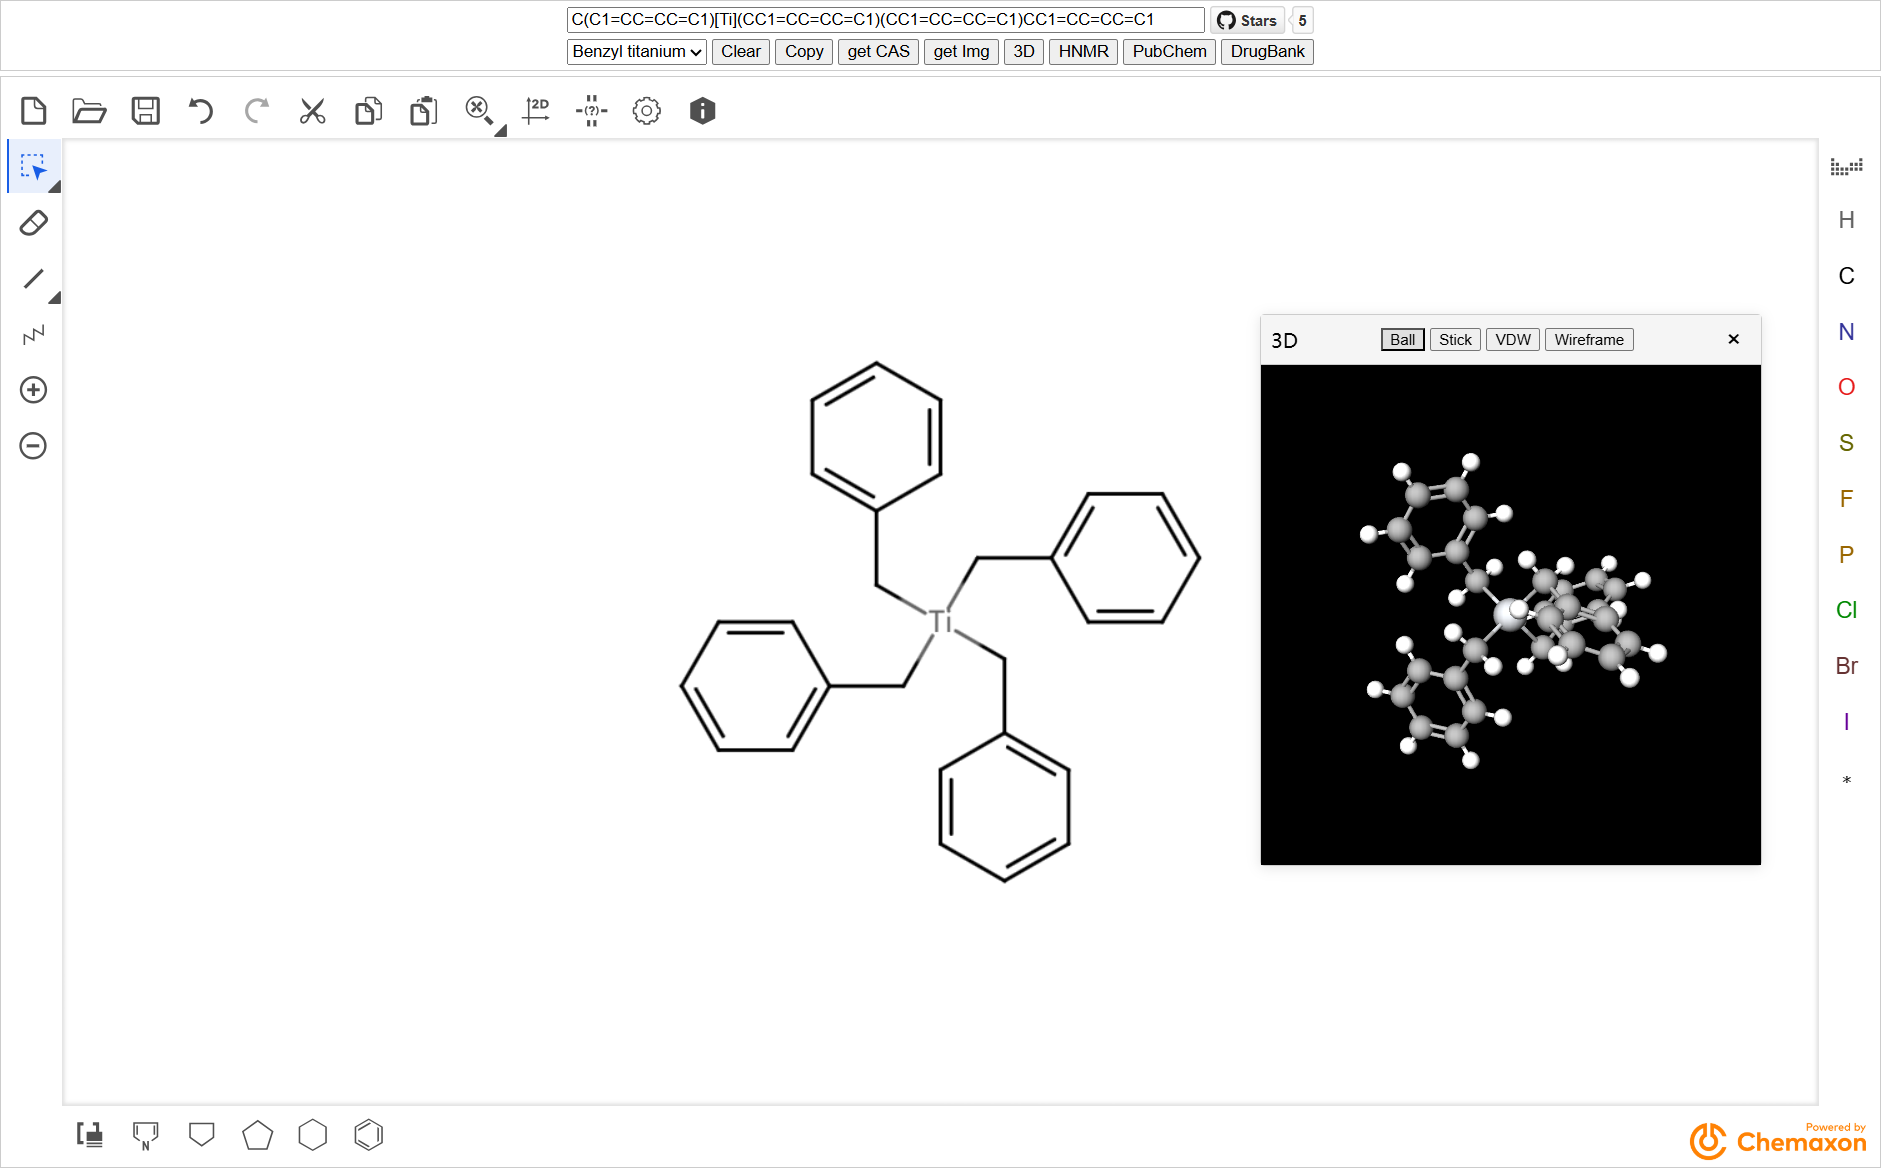 C(C1=CC=CC=C1)[Ti](CC1=CC=CC=C1)(CC1=CC=CC=C1)CC1=CC=CC=C1
Stars 5
Benzyl titanium Clear Copy get CAS get Img 3D HNMR PubChem DrugBank
2D
(?)
i
H
C
N
O
S
F
P
Cl
Br
I
*
3D Ball Stick VDW Wireframe ×
Ti
N
Powered by
Chemaxon